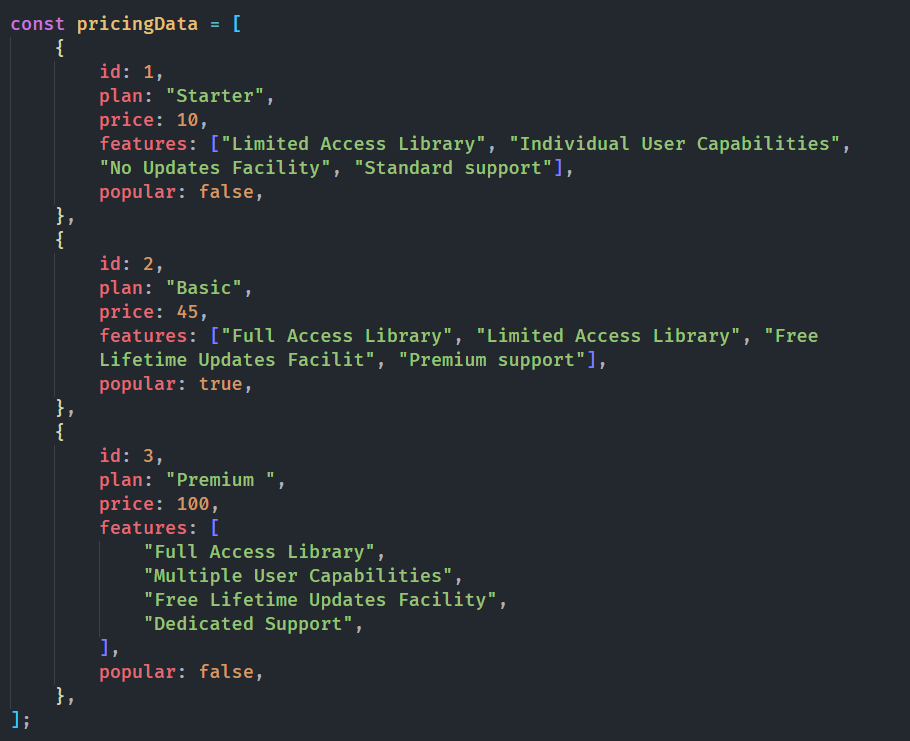 const pricingData = [
{
id: 1,
plan: "Starter",
price: 10,
features: ["Limited Access Library", "Individual User Capabilities",
"No Updates Facility", "Standard support"],
popular: false,
},
{
id: 2,
plan: "Basic",
price: 45,
features: ["Full Access Library", "Limited Access Library", "Free
Lifetime Updates Facilit", "Premium support"],
popular: true,
},
{
id: 3,
plan: "Premium ",
price: 100,
features: [
"Full Access Library",
"Multiple User Capabilities",
"Free Lifetime Updates Facility",
"Dedicated Support",
],
popular: false,
},
];